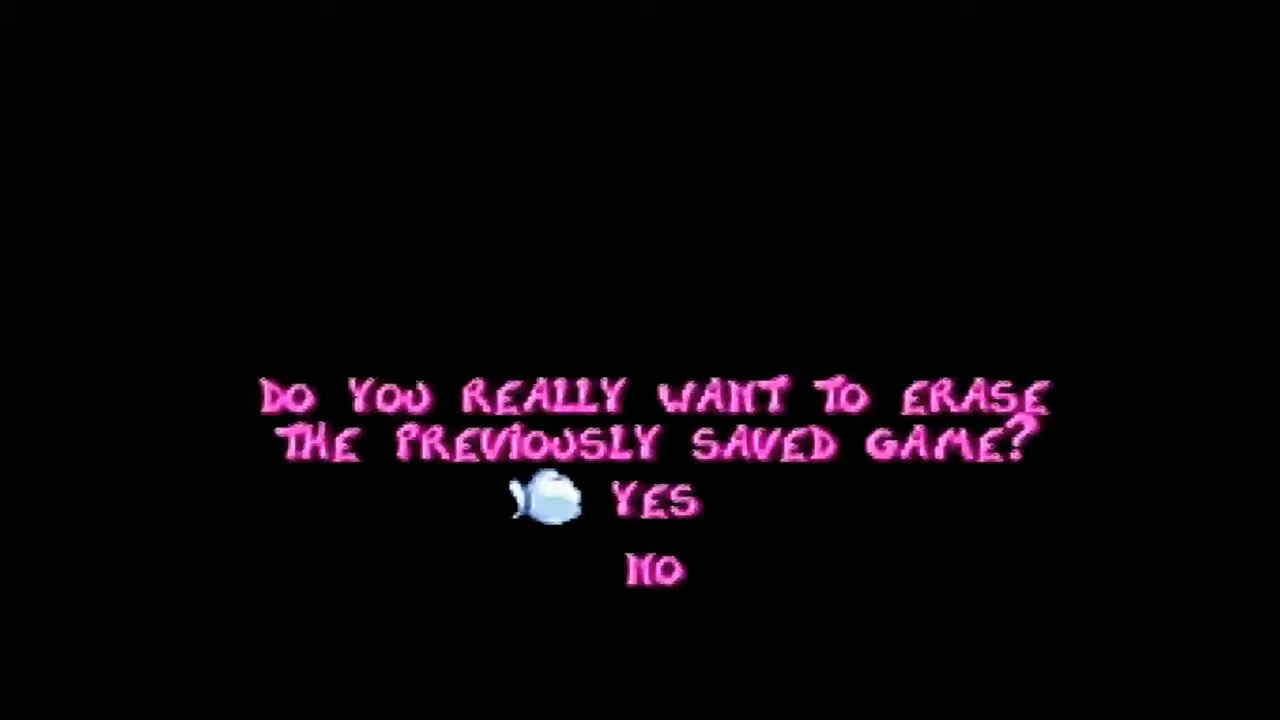 DO YOU REALLY WANT TO ERASE
THE PREVIOUSLY SAVED GAME?
YES
NO